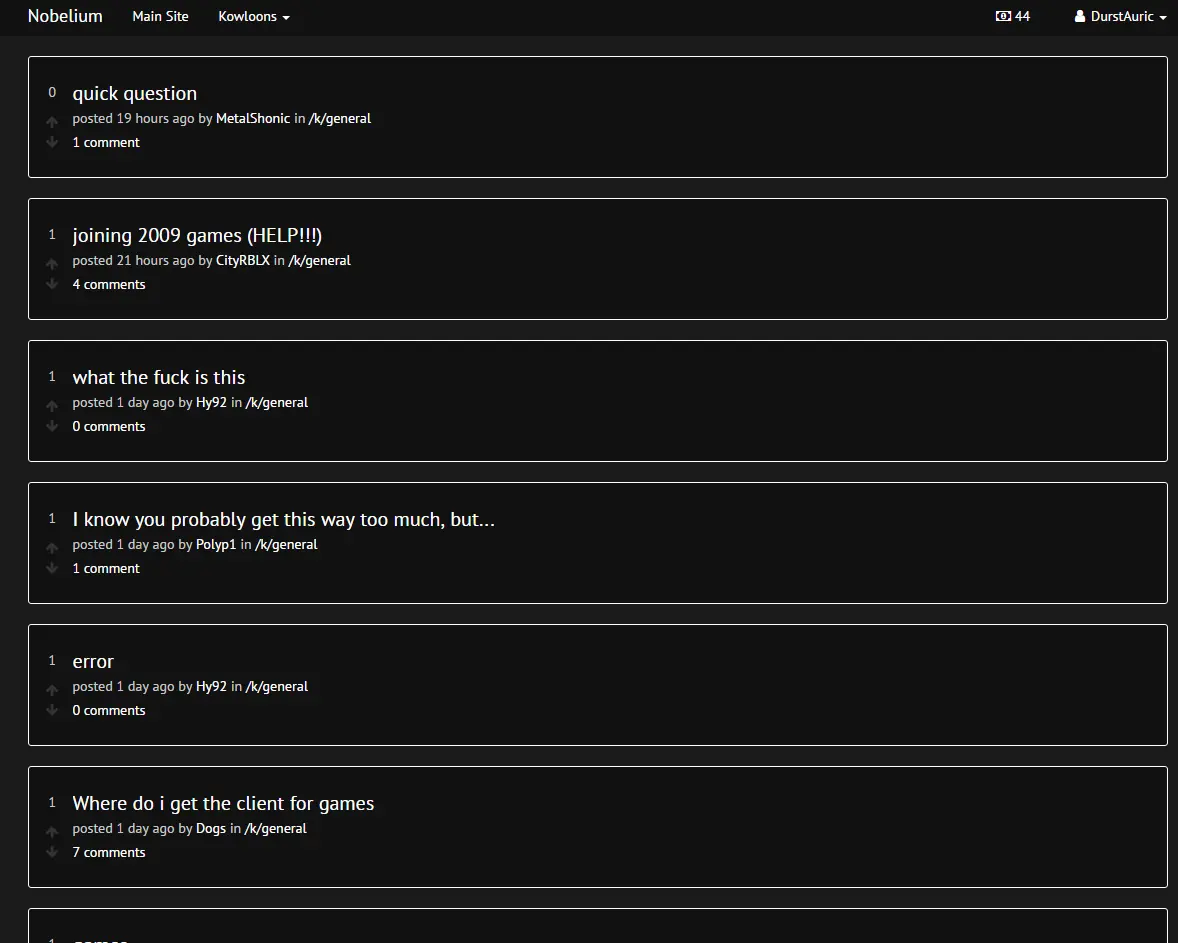 Nobelium Main Site Kowloons 44 DurstAuric
0 quick question
posted 19 hours ago by MetalShonic in /k/general
1 comment
1 joining 2009 games (HELP!!!)
posted 21 hours ago by CityRBLX in /k/general
4 comments
1 what the fuck is this
posted 1 day ago by Hy92 in /k/general
0 comments
1 I know you probably get this way too much, but...
posted 1 day ago by Polyp1 in /k/general
1 comment
1 error
posted 1 day ago by Hy92 in /k/general
0 comments
1 Where do i get the client for games
posted 1 day ago by Dogs in /k/general
7 comments